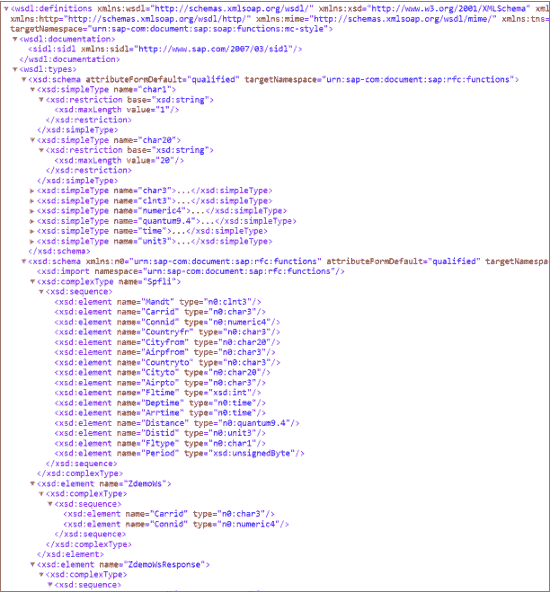 ▼<wsdl:definitions xmlns:wsdl="http://schemas.xmlsoap.org/wsdl/" xmlns:xsd="http://www.w3.org/2001/XMLSchema"
xmlns:http="http://schemas.xmlsoap.org/wsdl/http/" xmlns:mime="http://schemas.xmlsoap.org/wsdl/mime/" xmlns:tns=
targetNamespace="urn:sap-com:document:sap:soap:functions:mc-style">
▼<wsdl:documentation>
<sidl:sidl xmlns:sidl="http://www.sap.com/2007/03/sidl"/>
</wsdl:documentation>
▼<wsdl:types>
▼<xsd:schema attributeFormDefault="qualified" targetNamespace="urn:sap-com:document:sap:rfc:functions">
▼<xsd:simpleType name="char1">
▼<xsd:restriction base="xsd:string">
<xsd:maxLength value="1"/>
</xsd:restriction>
</xsd:simpleType>
▼<xsd:simpleType name="char20">
▼<xsd:restriction base="xsd:string">
<xsd:maxLength value="20"/>
</xsd:restriction>
</xsd:simpleType>
▶<xsd:simpleType name="char3">...</xsd:simpleType>
▶<xsd:simpleType name="clnt3">...</xsd:simpleType>
▶<xsd:simpleType name="numeric4">...</xsd:simpleType>
▶<xsd:simpleType name="quantum9.4">...</xsd:simpleType>
▶<xsd:simpleType name="time">...</xsd:simpleType>
▶<xsd:simpleType name="unit3">...</xsd:simpleType>
</xsd:schema>
▼<xsd:schema xmlns:n0="urn:sap-com:document:sap:rfc:functions" attributeFormDefault="qualified" targetNamespa
<xsd:import namespace="urn:sap-com:document:sap:rfc:functions"/>
▼<xsd:complexType name="Spfli">
▼<xsd:sequence>
<xsd:element name="Mandt" type="n0:clnt3"/>
<xsd:element name="Carrid" type="n0:char3"/>
<xsd:element name="Connid" type="n0:numeric4"/>
<xsd:element name="Countryfr" type="n0:char3"/>
<xsd:element name="Cityfrom" type="n0:char20"/>
<xsd:element name="Airpfrom" type="n0:char3"/>
<xsd:element name="Countryto" type="n0:char3"/>
<xsd:element name="Cityto" type="n0:char20"/>
<xsd:element name="Airpto" type="n0:char3"/>
<xsd:element name="Fltime" type="xsd:int"/>
<xsd:element name="Deptime" type="n0:time"/>
<xsd:element name="Arrtime" type="n0:time"/>
<xsd:element name="Distance" type="n0:quantum9.4"/>
<xsd:element name="Distid" type="n0:unit3"/>
<xsd:element name="Fltype" type="n0:char1"/>
<xsd:element name="Period" type="xsd:unsignedByte"/>
</xsd:sequence>
</xsd:complexType>
▼<xsd:element name="ZdemoWs">
▼<xsd:complexType>
▼<xsd:sequence>
<xsd:element name="Carrid" type="n0:char3"/>
<xsd:element name="Connid" type="n0:numeric4"/>
</xsd:sequence>
</xsd:complexType>
</xsd:element>
▼<xsd:element name="ZdemoWsResponse">
▼<xsd:complexType>
▼<xsd:sequence>